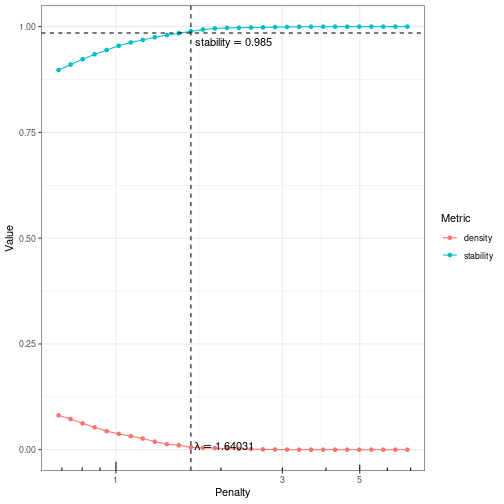 1.00
stability = 0.985
0.75
Value
0.50
Metric
density
stability
0.25
λ = 1.64031
0.00
1
3
5
Penalty